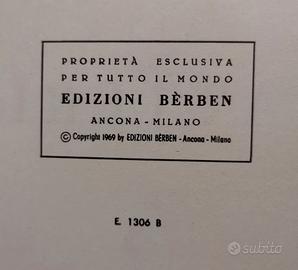 PROPRIETÀ ESCLUSIVA
PER TUTTO IL MONDO
EDIZIONI BÈRBEN
ANCONA - MILANO
© Copyright 1969 by EDIZIONI BÈRBEN - Ancona - Milano
E. 1306 B
subito